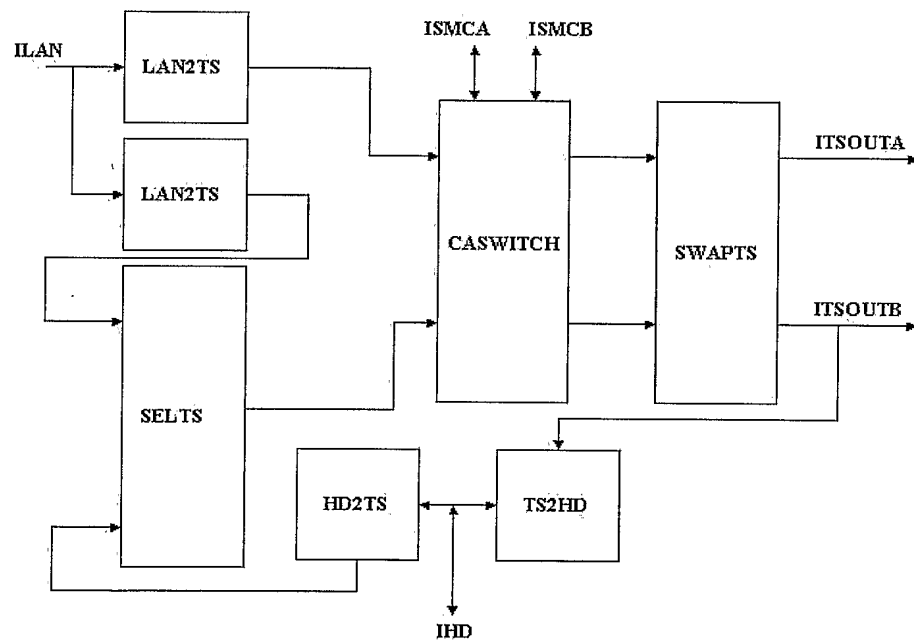 ISMCA
ISMCB
ILAN
LAN2TS
LAN2TS
ITSOUTA
CASWITCH
SWAPTS
ITSOUTB
SELTS
HD2TS
TS2HD
IHD